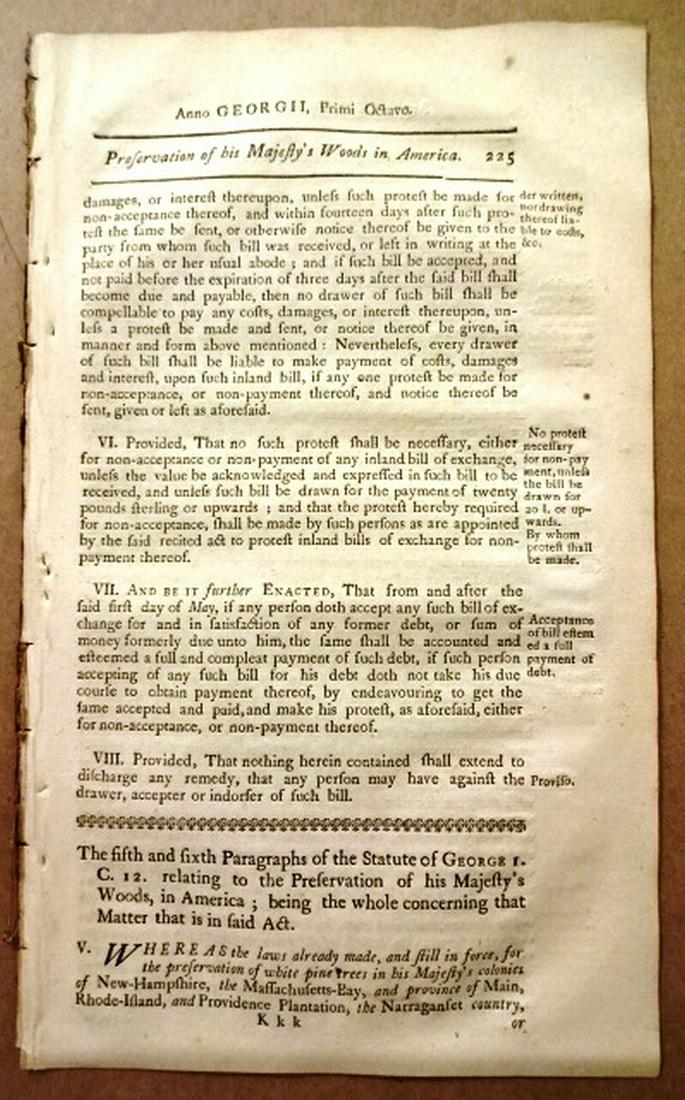 Anno GEORGII, Primi Octavo.
Preſervation of his Majeſty's Woods in America. 225
damages, or intereſt thereupon, unleſs ſuch proteſt be made for
non-acceptance thereof, and within fourteen days after ſuch pro-
teſt the ſame be ſent, or otherwiſe notice thereof be given to the
party from whom ſuch bill was received, or left in writing at the
place of his or her uſual abode ; and if ſuch bill be accepted, and
not paid before the expiration of three days after the ſaid bill ſhall
become due and payable, then no drawer of ſuch bill ſhall be
compellable to pay any coſts, damages, or intereſt thereupon, un-
leſs a proteſt be made and ſent, or notice thereof be given, in
manner and form above mentioned : Nevertheleſs, every drawer
of ſuch bill ſhall be liable to make payment of coſts, damages
and intereſt, upon ſuch inland bill, if any one proteſt be made for
non-acceptance, or non-payment thereof, and notice thereof be
ſent, given or left as aforeſaid.
der written,
nor drawing
thereof lia-
ble to coſts,
&c.
VI. Provided, That no ſuch proteſt ſhall be neceſſary, either
for non-acceptance or non-payment of any inland bill of exchange,
unleſs the value be acknowledged and expreſſed in ſuch bill to be
received, and unleſs ſuch bill be drawn for the payment of twenty
pounds ſterling or upwards ; and that the proteſt hereby required
for non-acceptance, ſhall be made by ſuch perſons as are appointed
by the ſaid recited act to proteſt inland bills of exchange for non-
payment thereof.
No proteſt
neceſſary
for non-pay
ment, unleſs
the bill be
drawn for
20 l. or up-
wards.
By whom
proteſt ſhall
be made.
VII. AND BE IT further ENACTED, That from and after the
ſaid firſt day of May, if any perſon doth accept any ſuch bill of ex-
change for and in ſatisfaction of any former debt, or ſum of
money formerly due unto him, the ſame ſhall be accounted and
eſteemed a full and compleat payment of ſuch debt, if ſuch perſon
accepting of any ſuch bill for his debt doth not take his due
courſe to obtain payment thereof, by endeavouring to get the
ſame accepted and paid, and make his proteſt, as aforeſaid, either
for non-acceptance, or non-payment thereof.
Acceptance
of bill eſtem
ed a full
payment of
debt.
VIII. Provided, That nothing herein contained ſhall extend to
diſcharge any remedy, that any perſon may have againſt the
drawer, accepter or indorſer of ſuch bill.
Proviſo.
The fifth and ſixth Paragraphs of the Statute of GEORGE I.
C. 12. relating to the Preſervation of his Majeſty's
Woods, in America ; being the whole concerning that
Matter that is in ſaid Act.
V. WHEREAS the laws already made, and ſtill in force, for
the preſervation of white pine trees in his Majeſty's colonies
of New-Hampſhire, the Maſſachuſetts-Bay, and province of Main,
Rhode-Iſland, and Providence Plantation, the Narraganſet country,
K k k or